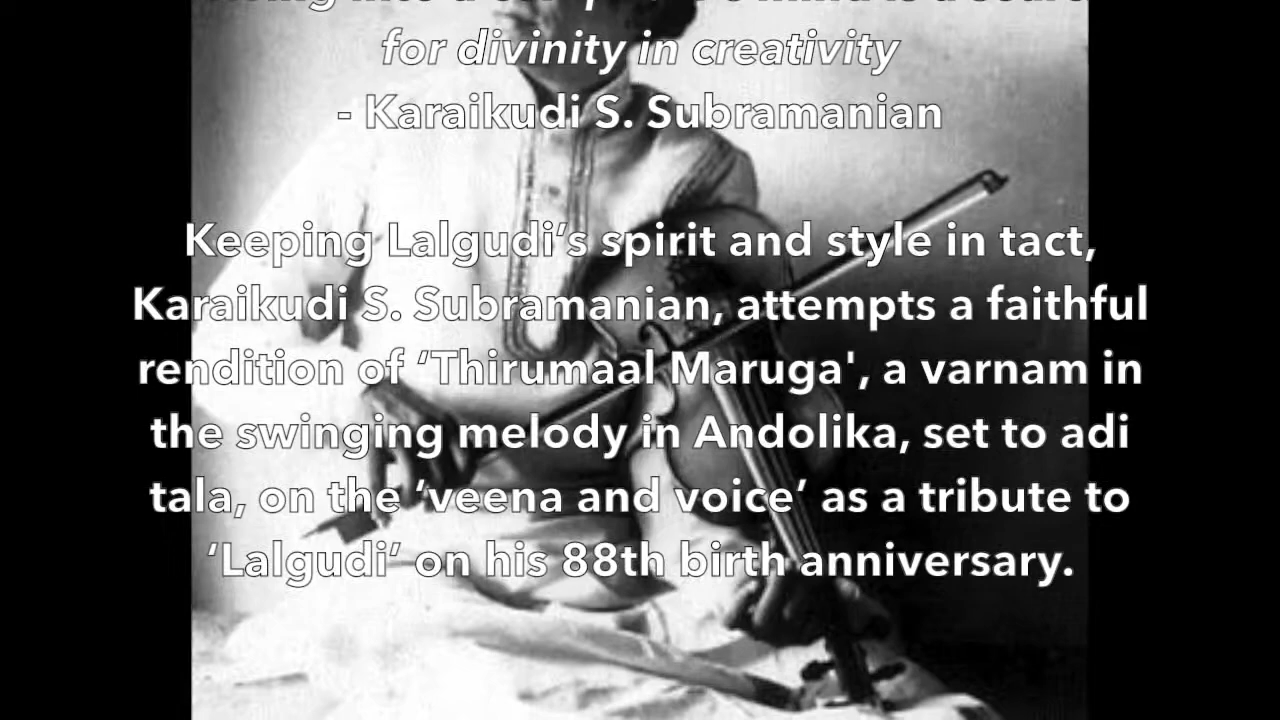 for divinity in creativity
- Karaikudi S. Subramanian
Keeping Lalgudi’s spirit and style in tact,
Karaikudi S. Subramanian, attempts a faithful
rendition of ‘Thirumaal Maruga', a varnam in
the swinging melody in Andolika, set to adi
tala, on the ‘veena and voice’ as a tribute to
‘Lalgudi’ on his 88th birth anniversary.